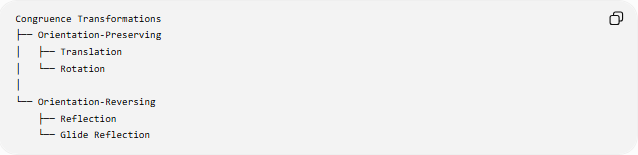 Congruence Transformations
├── Orientation-Preserving
│   ├── Translation
│   └── Rotation
│
└── Orientation-Reversing
    ├── Reflection
    └── Glide Reflection